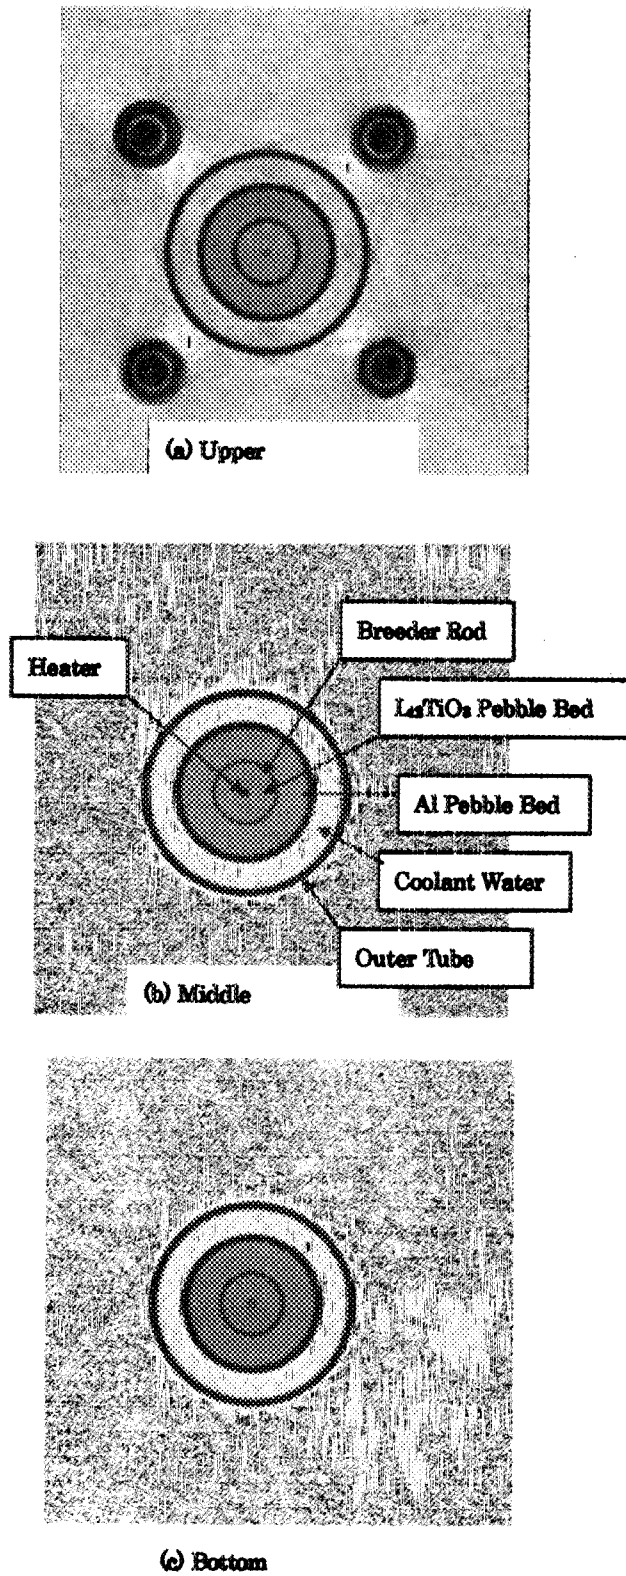 (a) Upper
Breeder Rod
Heater
Li₂TiO₃ Pebble Bed
Al Pebble Bed
Coolant Water
Outer Tube
(b) Middle
(c) Bottom